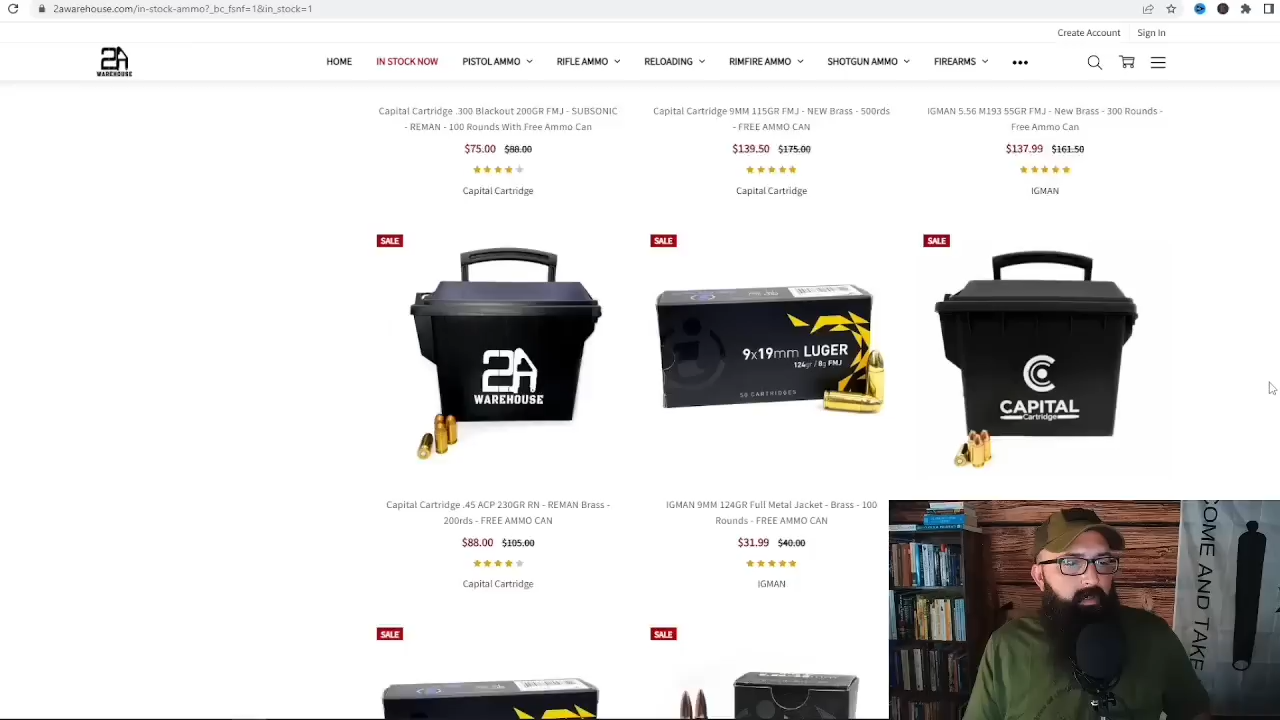 2awarehouse.com/in-stock-ammo?_bc_fsnf=1&in_stock=1
Create Account
Sign In
2A
WAREHOUSE
HOME
IN STOCK NOW
PISTOL AMMO
RIFLE AMMO
RELOADING
RIMFIRE AMMO
SHOTGUN AMMO
FIREARMS
Capital Cartridge .300 Blackout 200GR FMJ - SUBSONIC
- REMAN - 100 Rounds With Free Ammo Can
$75.00 $88.00
Capital Cartridge
Capital Cartridge 9MM 115GR FMJ - NEW Brass - 500rds
- FREE AMMO CAN
$139.50 $175.00
Capital Cartridge
IGMAN 5.56 M193 55GR FMJ - New Brass - 300 Rounds -
Free Ammo Can
$137.99 $161.50
IGMAN
SALE
2A
WAREHOUSE
Capital Cartridge .45 ACP 230GR RN - REMAN Brass -
200rds - FREE AMMO CAN
$88.00 $105.00
Capital Cartridge
SALE
9x19mm LUGER
124gr / 8g FMJ
50 CARTRIDGES
IGMAN 9MM 124GR Full Metal Jacket - Brass - 100
Rounds - FREE AMMO CAN
$31.99 $40.00
IGMAN
SALE
CAPITAL
Cartridge
SALE
SALE
COME AND TAKE